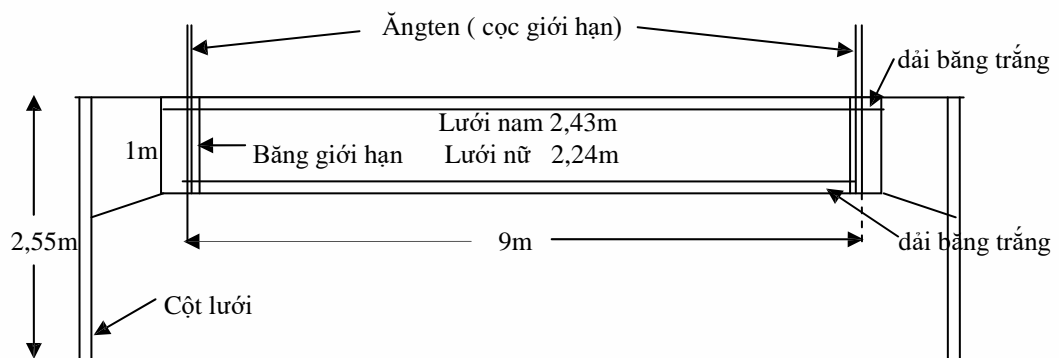 Ăngten ( cọc giới hạn)
dải băng trắng
Lưới nam 2,43m
1m
Băng giới hạn
Lưới nữ 2,24m
2,55m
9m
dải băng trắng
Cột lưới